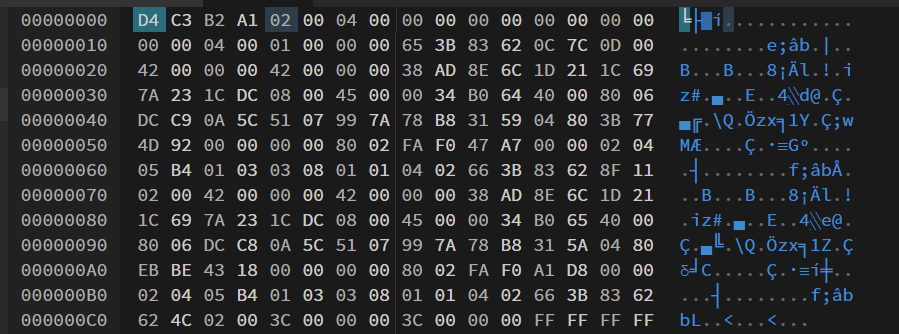 00000000 D4 C3 B2 A1 02 00 04 00 00 00 00 00 00 00 00 00 ╘├▓í............
00000010 00 00 04 00 01 00 00 00 65 3B 83 62 0C 7C 0D 00 ........e;âb.|..
00000020 42 00 00 00 42 00 00 00 38 AD 8E 6C 1D 21 1C 69 B...B...8¡Äl.!.i
00000030 7A 23 1C DC 08 00 45 00 00 34 B0 64 40 00 80 06 z#.▄..E..4░d@.Ç.
00000040 DC C9 0A 5C 51 07 99 7A 78 B8 31 59 04 80 3B 77 ▄╔.\Q.Özx╕1Y.Ç;w
00000050 4D 92 00 00 00 00 80 02 FA F0 47 A7 00 00 02 04 MÆ....Ç.·≡Gº....
00000060 05 B4 01 03 03 08 01 01 04 02 66 3B 83 62 8F 11 .┤........f;âbÅ.
00000070 02 00 42 00 00 00 42 00 00 00 38 AD 8E 6C 1D 21 ..B...B...8¡Äl.!
00000080 1C 69 7A 23 1C DC 08 00 45 00 00 34 B0 65 40 00 .iz#.▄..E..4░e@.
00000090 80 06 DC C8 0A 5C 51 07 99 7A 78 B8 31 5A 04 80 Ç.▄╚.\Q.Özx╕1Z.Ç
000000A0 EB BE 43 18 00 00 00 00 80 02 FA F0 A1 D8 00 00 δ╛C.....Ç.·≡í╪..
000000B0 02 04 05 B4 01 03 03 08 01 01 04 02 66 3B 83 62 ...┤........f;âb
000000C0 62 4C 02 00 3C 00 00 00 3C 00 00 00 FF FF FF FF bL..<...<...